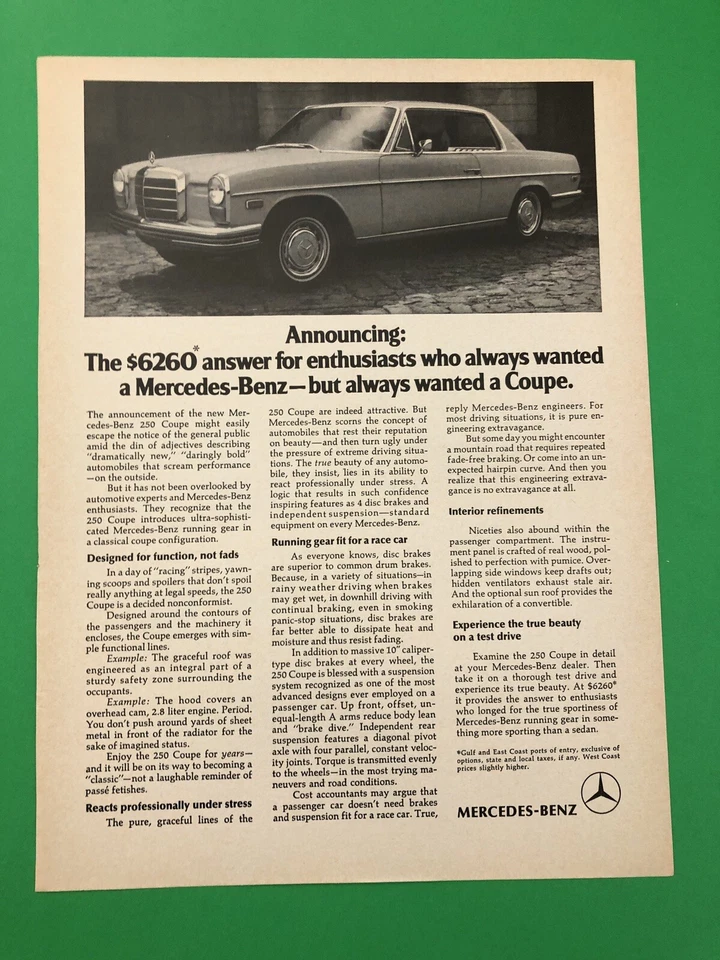 Announcing:
The $6260* answer for enthusiasts who always wanted
a Mercedes-Benz—but always wanted a Coupe.
The announcement of the new Mer-
cedes-Benz 250 Coupe might easily
escape the notice of the general public
amid the din of adjectives describing
"dramatically new," "daringly bold"
automobiles that scream performance
—on the outside.
But it has not been overlooked by
automotive experts and Mercedes-Benz
enthusiasts. They recognize that the
250 Coupe introduces ultra-sophisti-
cated Mercedes-Benz running gear in
a classical coupe configuration.
Designed for function, not fads
In a day of "racing" stripes, yawn-
ing scoops and spoilers that don't spoil
really anything at legal speeds, the 250
Coupe is a decided nonconformist.
Designed around the contours of
the passengers and the machinery it
encloses, the Coupe emerges with sim-
ple functional lines.
Example: The graceful roof was
engineered as an integral part of a
sturdy safety zone surrounding the
occupants.
Example: The hood covers an
overhead cam, 2.8 liter engine. Period.
You don't push around yards of sheet
metal in front of the radiator for the
sake of imagined status.
Enjoy the 250 Coupe for years—
and it will be on its way to becoming a
"classic"—not a laughable reminder of
passé fetishes.
Reacts professionally under stress
The pure, graceful lines of the
250 Coupe are indeed attractive. But
Mercedes-Benz scorns the concept of
automobiles that rest their reputation
on beauty—and then turn ugly under
the pressure of extreme driving situa-
tions. The true beauty of any automo-
bile, they insist, lies in its ability to
react professionally under stress. A
logic that results in such confidence
inspiring features as 4 disc brakes and
independent suspension—standard
equipment on every Mercedes-Benz.
Running gear fit for a race car
As everyone knows, disc brakes
are superior to common drum brakes.
Because, in a variety of situations—in
rainy weather driving when brakes
may get wet, in downhill driving with
continual braking, even in smoking
panic-stop situations, disc brakes are
far better able to dissipate heat and
moisture and thus resist fading.
In addition to massive 10" caliper-
type disc brakes at every wheel, the
250 Coupe is blessed with a suspension
system recognized as one of the most
advanced designs ever employed on a
passenger car. Up front, offset, un-
equal-length A arms reduce body lean
and "brake dive." Independent rear
suspension features a diagonal pivot
axle with four parallel, constant veloc-
ity joints. Torque is transmitted evenly
to the wheels—in the most trying ma-
neuvers and road conditions.
Cost accountants may argue that
a passenger car doesn't need brakes
and suspension fit for a race car. True,
reply Mercedes-Benz engineers. For
most driving situations, it is pure en-
gineering extravagance.
But some day you might encounter
a mountain road that requires repeated
fade-free braking. Or come into an un-
expected hairpin curve. And then you
realize that this engineering extrava-
gance is no extravagance at all.
Interior refinements
Niceties also abound within the
passenger compartment. The instru-
ment panel is crafted of real wood, pol-
ished to perfection with pumice. Over-
lapping side windows keep drafts out;
hidden ventilators exhaust stale air.
And the optional sun roof provides the
exhilaration of a convertible.
Experience the true beauty
on a test drive
Examine the 250 Coupe in detail
at your Mercedes-Benz dealer. Then
take it on a thorough test drive and
experience its true beauty. At $6260*
it provides the answer to enthusiasts
who longed for the true sportiness of
Mercedes-Benz running gear in some-
thing more sporting than a sedan.
*Gulf and East Coast ports of entry, exclusive of
options, state and local taxes, if any. West Coast
prices slightly higher.
MERCEDES-BENZ